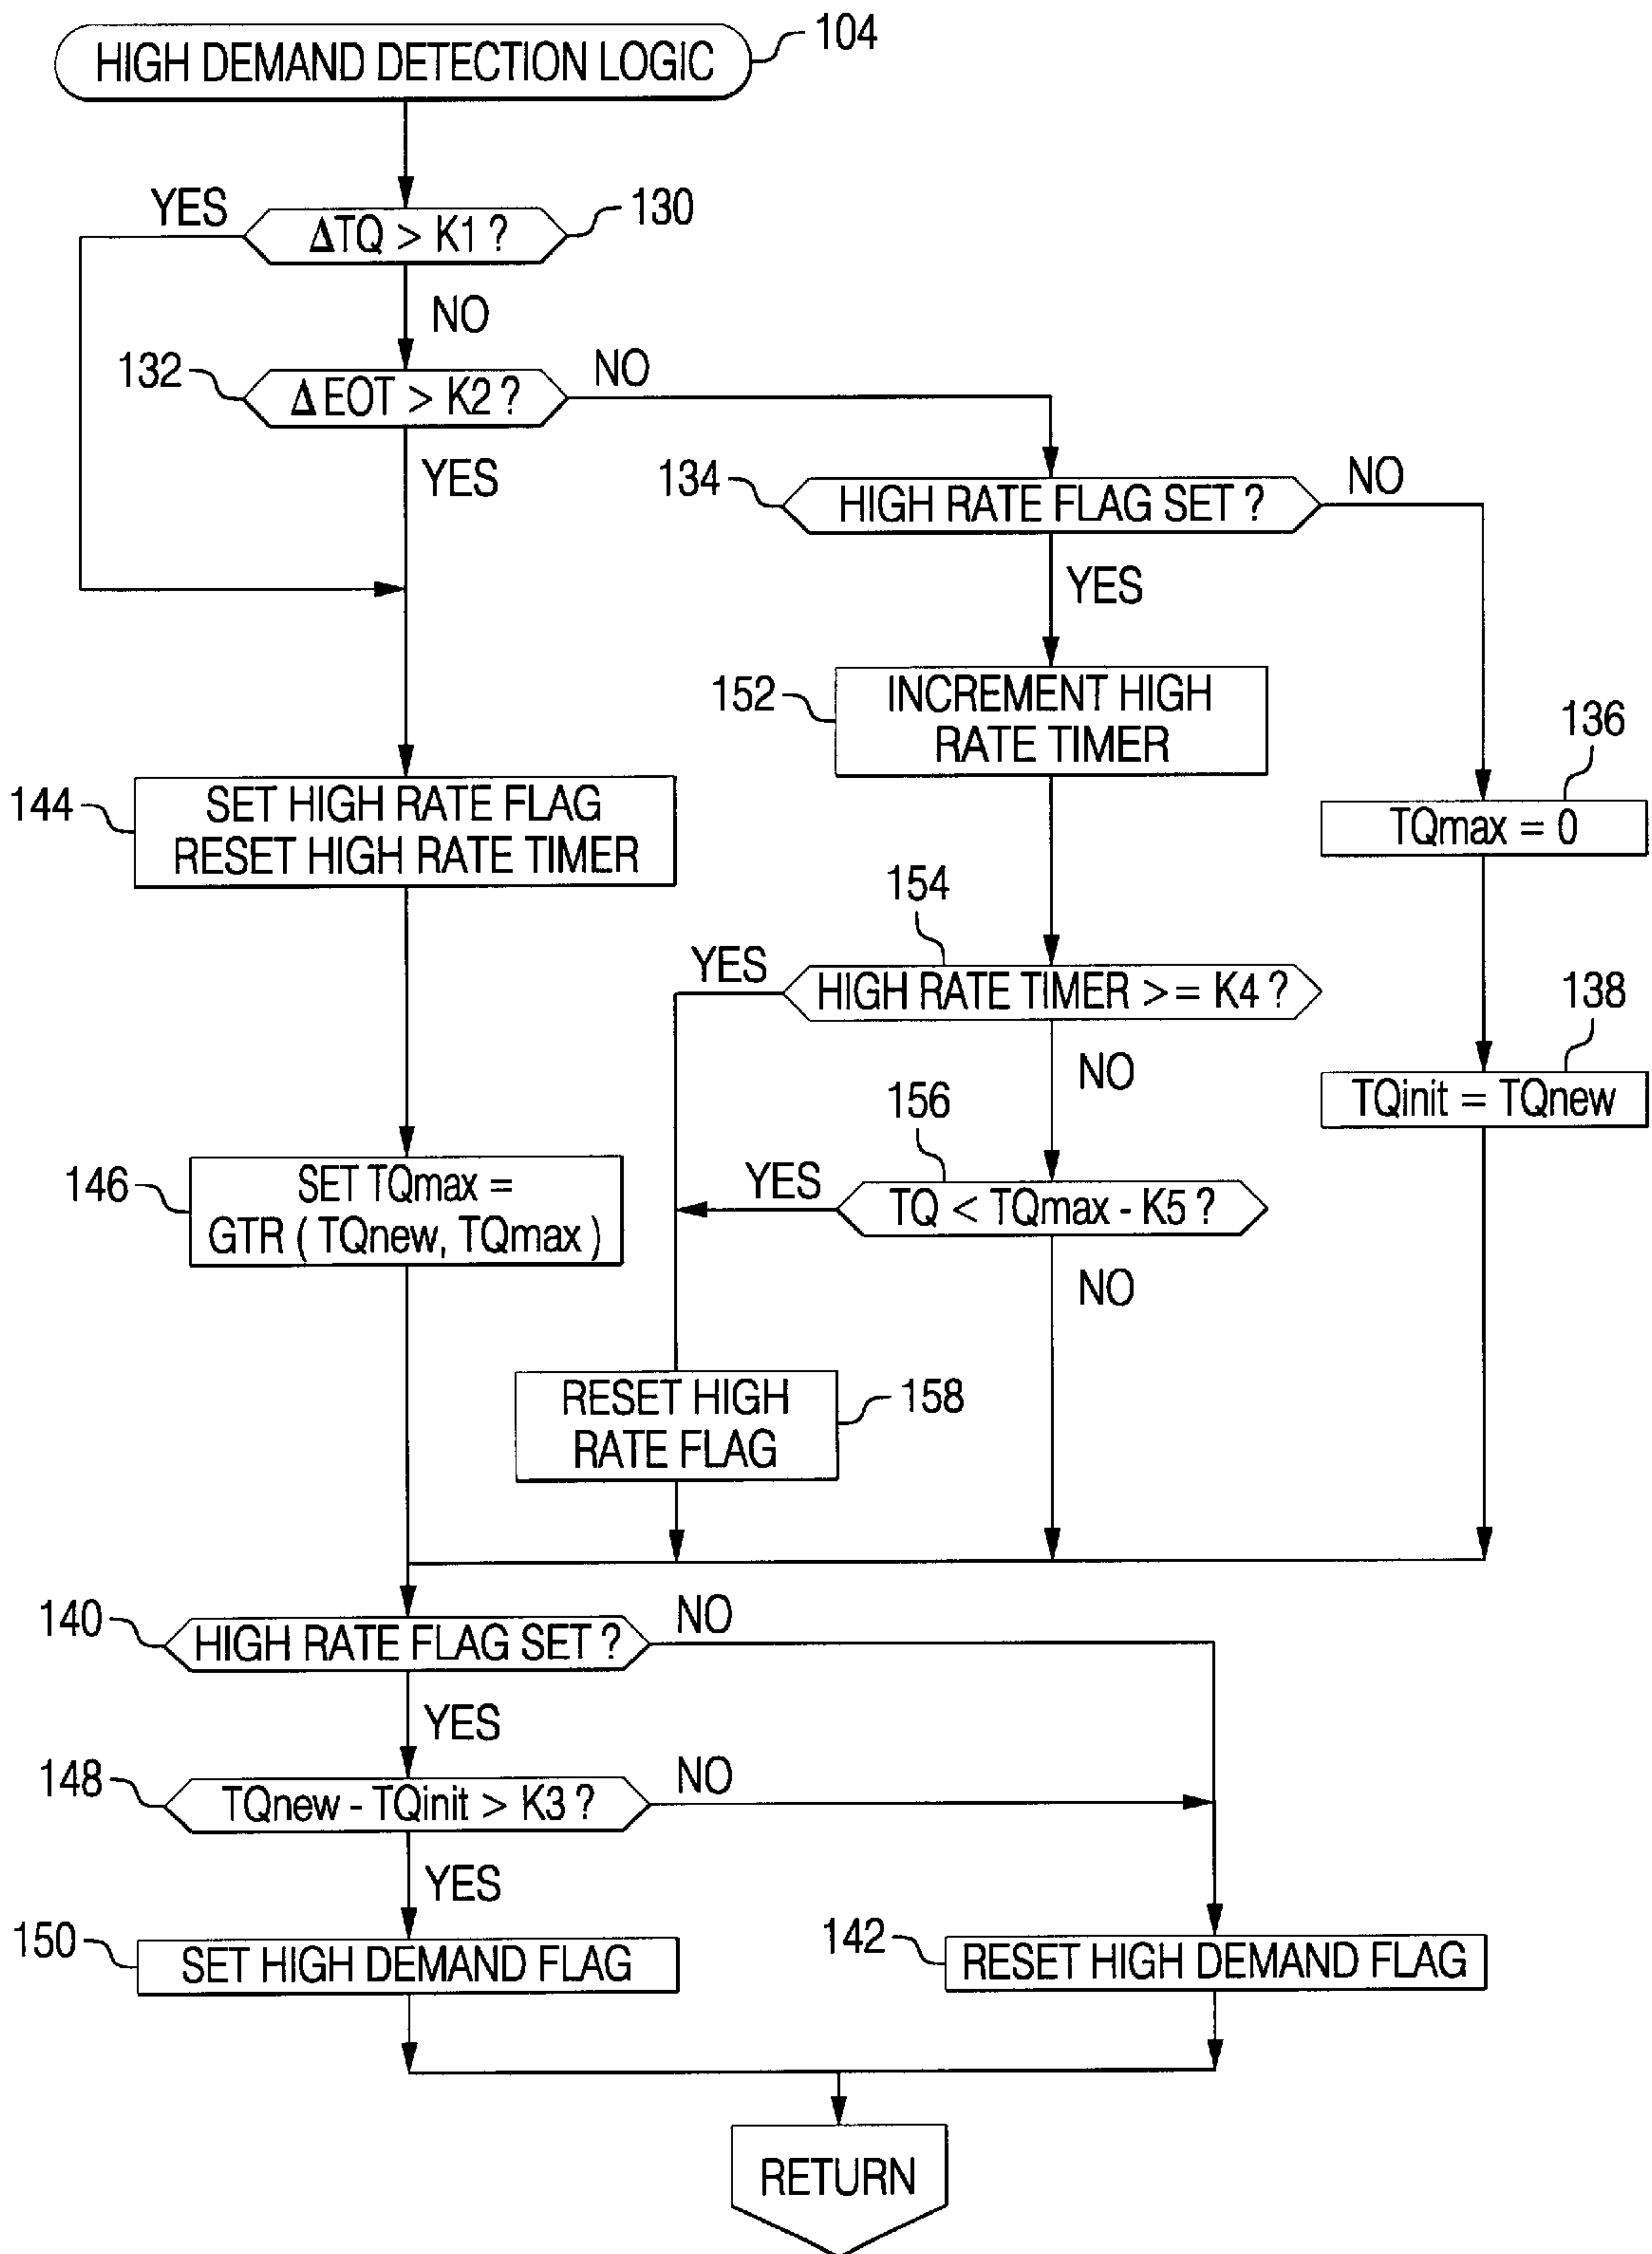 HIGH DEMAND DETECTION LOGIC
104
YES
ΔTQ > K1 ?
130
NO
132
ΔEOT > K2 ?
NO
YES
134
HIGH RATE FLAG SET ?
NO
YES
152
INCREMENT HIGH
RATE TIMER
136
TQmax = 0
144
SET HIGH RATE FLAG
RESET HIGH RATE TIMER
154
YES
HIGH RATE TIMER >= K4 ?
138
NO
TQinit = TQnew
156
146
SET TQmax =
GTR ( TQnew, TQmax )
YES
TQ < TQmax - K5 ?
NO
RESET HIGH
RATE FLAG
158
140
HIGH RATE FLAG SET ?
NO
YES
148
TQnew - TQinit > K3 ?
NO
YES
150
SET HIGH DEMAND FLAG
142
RESET HIGH DEMAND FLAG
RETURN